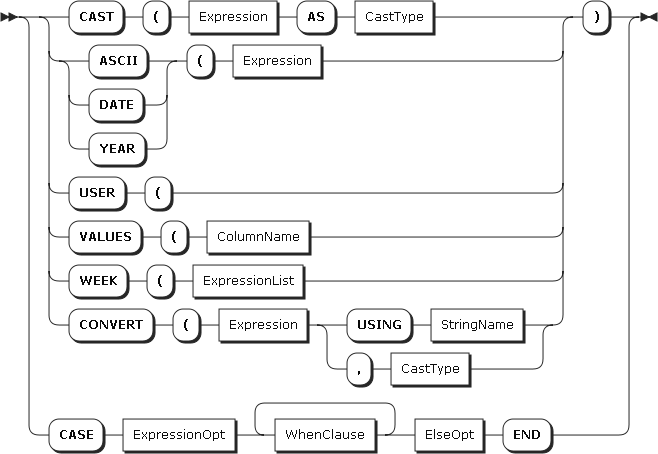 CAST ( Expression AS CastType )
ASCII ( Expression
DATE
YEAR
USER (
VALUES ( ColumnName
WEEK ( ExpressionList
CONVERT ( Expression USING StringName
, CastType
CASE ExpressionOpt WhenClause ElseOpt END